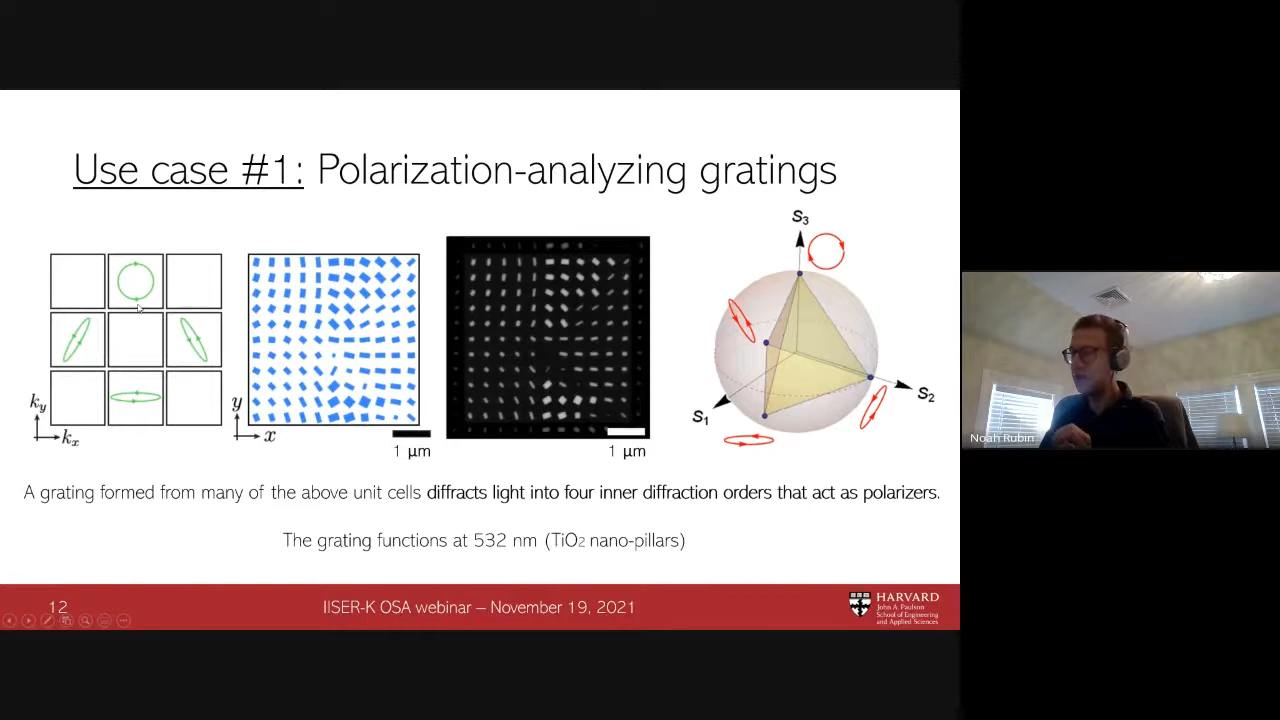 Use case #1: Polarization-analyzing gratings
S3
S2
S1
ky
kx
y
x
1 μm
1 μm
A grating formed from many of the above unit cells diffracts light into four inner diffraction orders that act as polarizers.
The grating functions at 532 nm (TiO2 nano-pillars)
12
IISER-K OSA webinar – November 19, 2021
HARVARD
John A. Paulson
School of Engineering
and Applied Sciences
Noah Rubin